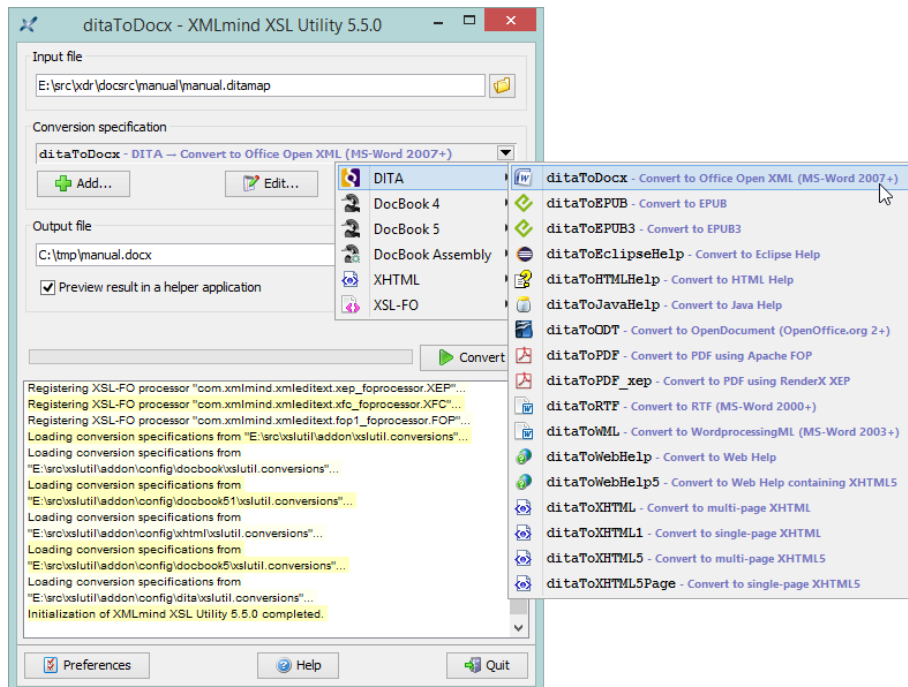 ditaToDocx - XMLmind XSL Utility 5.5.0
Input file
E:\src\xdr\docsrc\manual\manual.ditamap
Conversion specification
ditaToDocx - DITA → Convert to Office Open XML (MS-Word 2007+)
Add...
Edit...
Output file
C:\tmp\manual.docx
Preview result in a helper application
Convert
DITA
DocBook 4
DocBook 5
DocBook Assembly
XHTML
XSL-FO
ditaToDocx - Convert to Office Open XML (MS-Word 2007+)
ditaToEPUB - Convert to EPUB
ditaToEPUB3 - Convert to EPUB3
ditaToEclipseHelp - Convert to Eclipse Help
ditaToHTMLHelp - Convert to HTML Help
ditaToJavaHelp - Convert to Java Help
ditaToODT - Convert to OpenDocument (OpenOffice.org 2+)
ditaToPDF - Convert to PDF using Apache FOP
ditaToPDF_xep - Convert to PDF using RenderX XEP
ditaToRTF - Convert to RTF (MS-Word 2000+)
ditaToWML - Convert to WordprocessingML (MS-Word 2003+)
ditaToWebHelp - Convert to Web Help
ditaToWebHelp5 - Convert to Web Help containing XHTML5
ditaToXHTML - Convert to multi-page XHTML
ditaToXHTML1 - Convert to single-page XHTML
ditaToXHTML5 - Convert to multi-page XHTML5
ditaToXHTML5Page - Convert to single-page XHTML5
Registering XSL-FO processor "com.xmlmind.xmleditext.xep_foprocessor.XEP"...
Registering XSL-FO processor "com.xmlmind.xmleditext.xfc_foprocessor.XFC"...
Registering XSL-FO processor "com.xmlmind.xmleditext.fop1_foprocessor.FOP"...
Loading conversion specifications from "E:\src\xslutil\addon\xslutil.conversions"...
Loading conversion specifications from
"E:\src\xslutil\addon\config\docbook\xslutil.conversions"...
Loading conversion specifications from
"E:\src\xslutil\addon\config\docbook51\xslutil.conversions"...
Loading conversion specifications from
"E:\src\xslutil\addon\config\xhtml\xslutil.conversions"...
Loading conversion specifications from
"E:\src\xslutil\addon\config\docbook5\xslutil.conversions"...
Loading conversion specifications from
"E:\src\xslutil\addon\config\dita\xslutil.conversions"...
Initialization of XMLmind XSL Utility 5.5.0 completed.
Preferences
Help
Quit